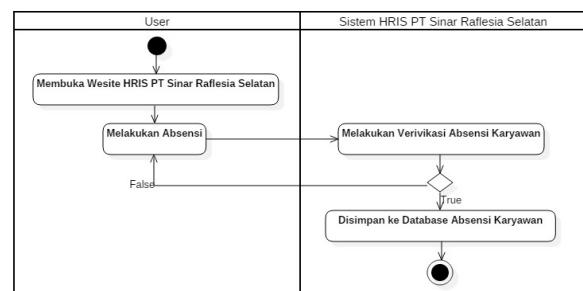 User
Sistem HRIS PT Sinar Raflesia Selatan
Membuka Wesite HRIS PT Sinar Raflesia Selatan
Melakukan Absensi
Melakukan Verivikasi Absensi Karyawan
False
True
Disimpan ke Database Absensi Karyawan